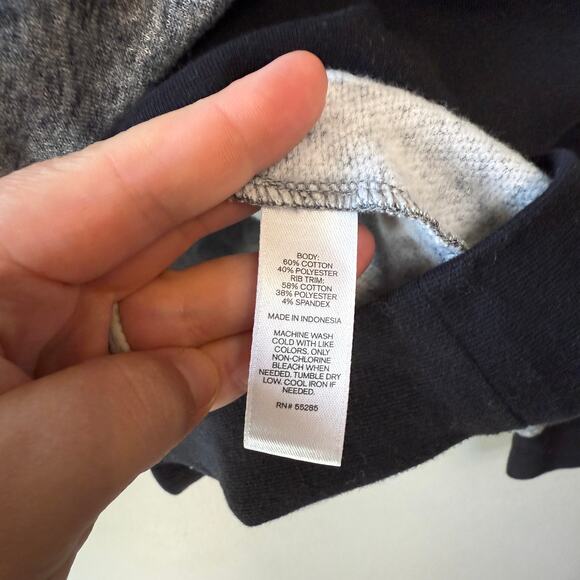 BODY:
60% COTTON
40% POLYESTER
RIB TRIM:
58% COTTON
38% POLYESTER
4% SPANDEX
MADE IN INDONESIA
MACHINE WASH
COLD WITH LIKE
COLORS. ONLY
NON-CHLORINE
BLEACH WHEN
NEEDED. TUMBLE DRY
LOW. COOL IRON IF
NEEDED.
RN# 55285